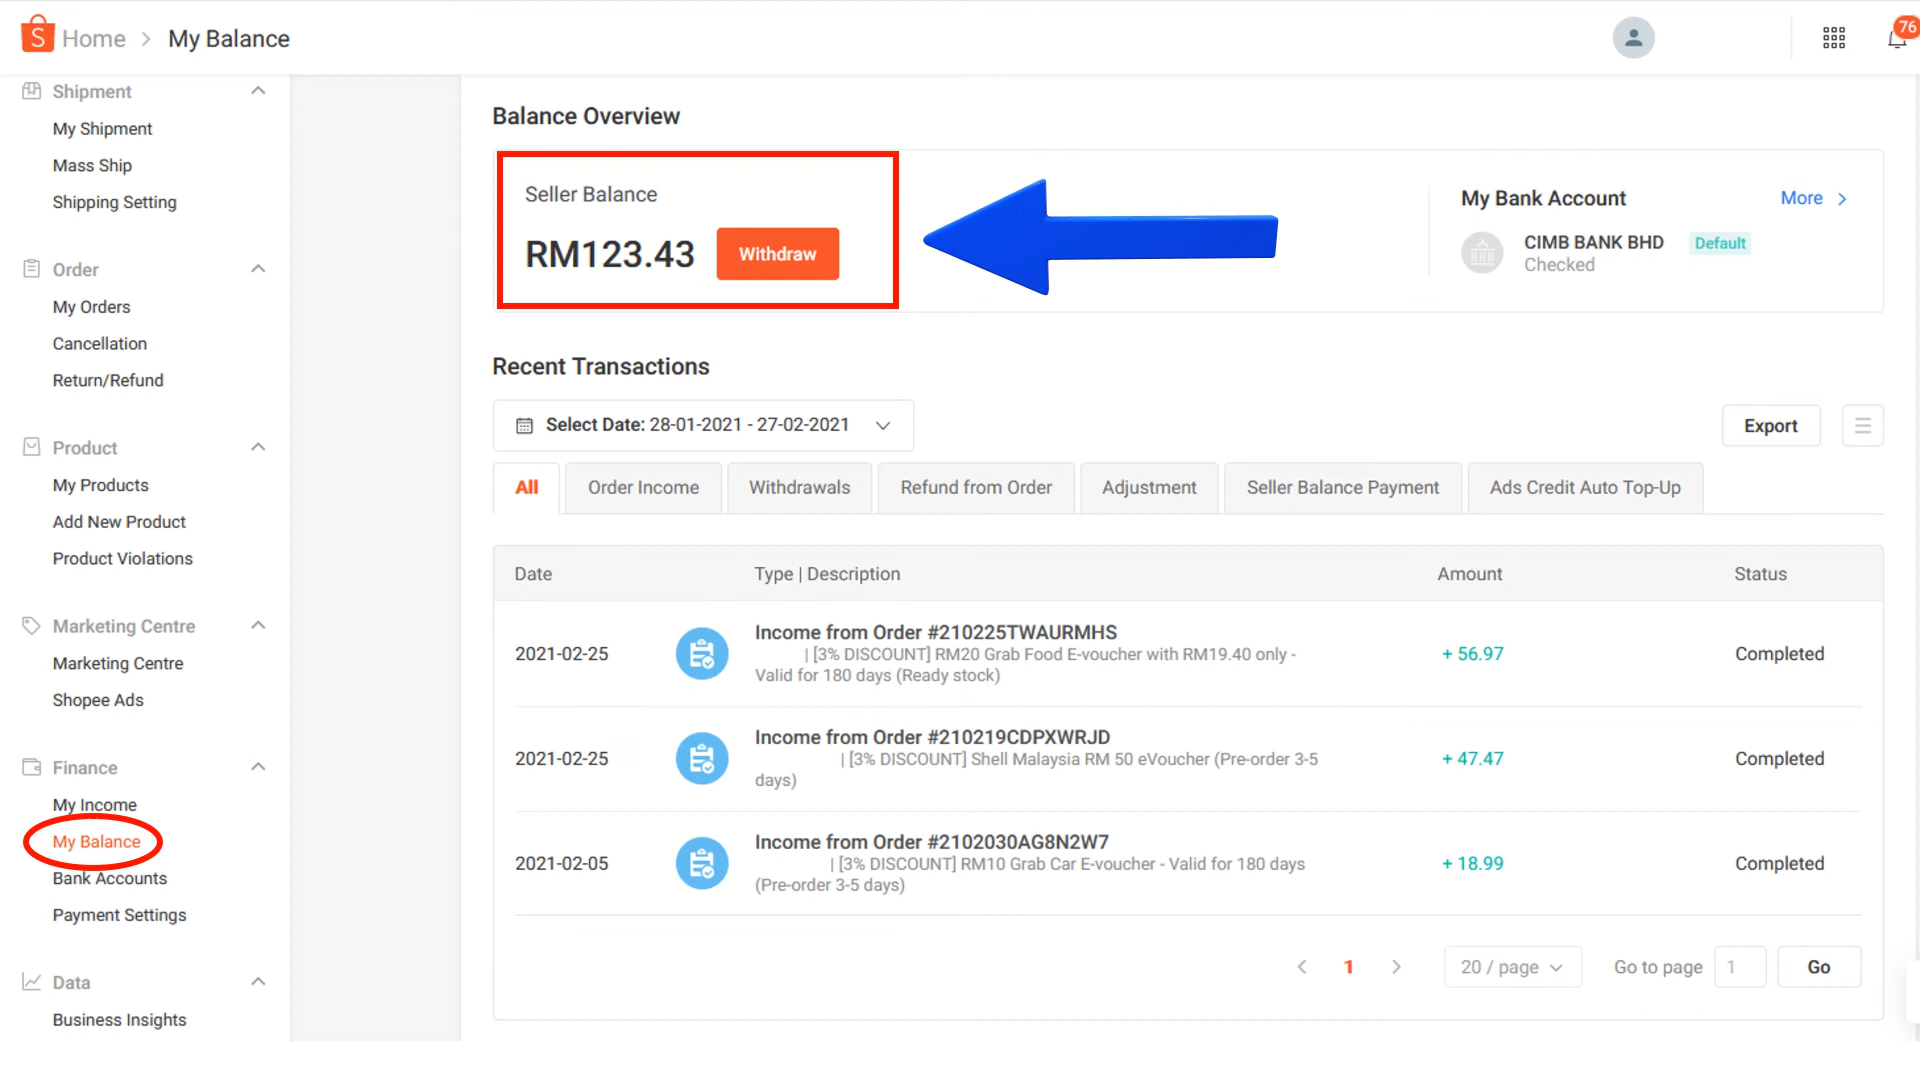 S Home > My Balance
76
Shipment
My Shipment
Mass Ship
Shipping Setting
Order
My Orders
Cancellation
Return/Refund
Product
My Products
Add New Product
Product Violations
Marketing Centre
Marketing Centre
Shopee Ads
Finance
My Income
My Balance
Bank Accounts
Payment Settings
Data
Business Insights
Balance Overview
Seller Balance
RM123.43 Withdraw
My Bank Account More >
CIMB BANK BHD Default
Checked
Recent Transactions
Select Date: 28-01-2021 - 27-02-2021
Export
All Order Income Withdrawals Refund from Order Adjustment Seller Balance Payment Ads Credit Auto Top-Up
Date Type | Description Amount Status
2021-02-25 Income from Order #210225TWAURMHS + 56.97 Completed
| [3% DISCOUNT] RM20 Grab Food E-voucher with RM19.40 only -
Valid for 180 days (Ready stock)
2021-02-25 Income from Order #210219CDPXWRJD + 47.47 Completed
| [3% DISCOUNT] Shell Malaysia RM 50 eVoucher (Pre-order 3-5
days)
2021-02-05 Income from Order #2102030AG8N2W7 + 18.99 Completed
| [3% DISCOUNT] RM10 Grab Car E-voucher - Valid for 180 days
(Pre-order 3-5 days)
< 1 > 20 / page Go to page 1 Go